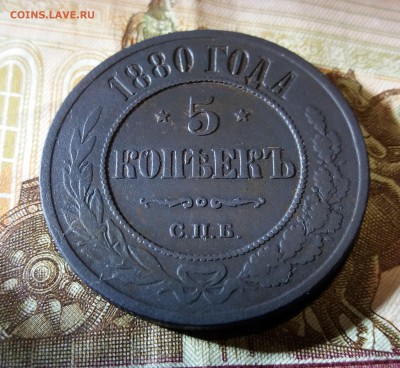 COINS.LAVE.RU
1880 ГОДА
5
КОПѢЕКЪ
С.П.Б.